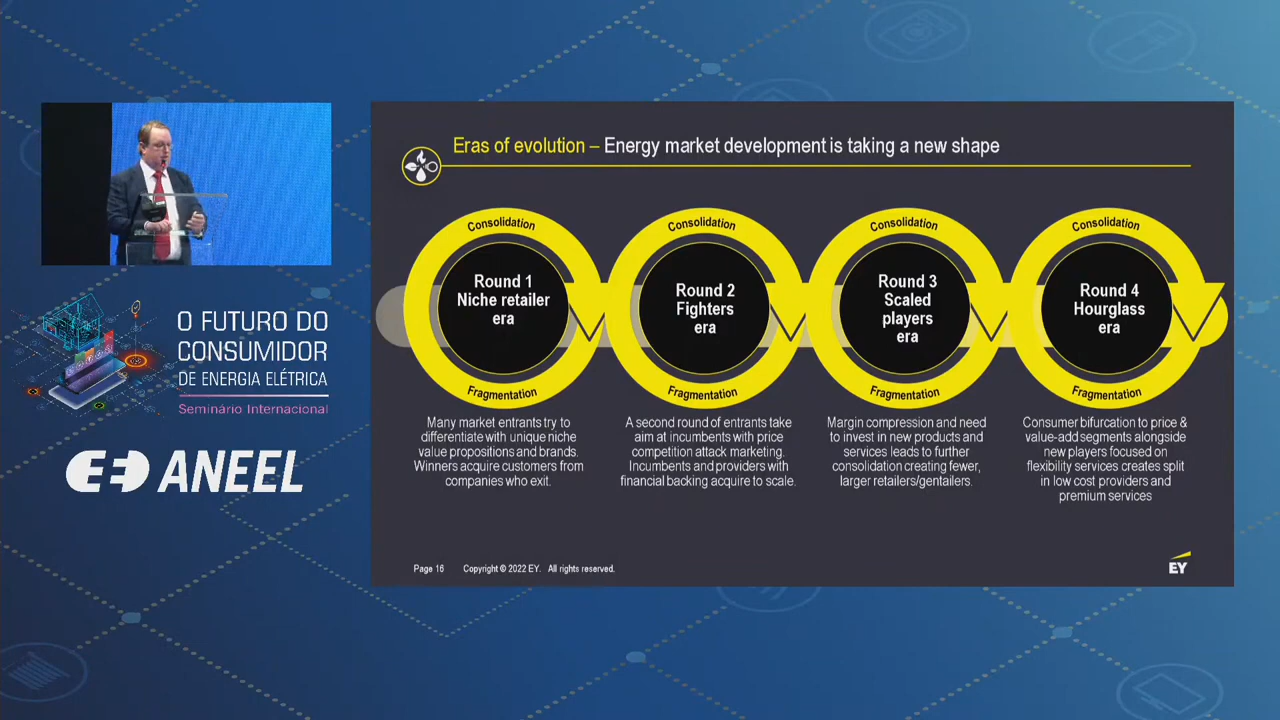 Eras of evolution – Energy market development is taking a new shape
Consolidation
Round 1
Niche retailer
era
Fragmentation
Many market entrants try to
differentiate with unique niche
value propositions and brands.
Winners acquire customers from
companies who exit.
Consolidation
Round 2
Fighters
era
Fragmentation
A second round of entrants take
aim at incumbents with price
competition attack marketing.
Incumbents and providers with
financial backing acquire to scale.
Consolidation
Round 3
Scaled
players
era
Fragmentation
Margin compression and need
to invest in new products and
services leads to further
consolidation creating fewer,
larger retailers/gentailers.
Consolidation
Round 4
Hourglass
era
Fragmentation
Consumer bifurcation to price &
value-add segments alongside
new players focused on
flexibility services creates split
in low cost providers and
premium services
Page 16 Copyright © 2022 EY. All rights reserved.
EY
O FUTURO DO
CONSUMIDOR
DE ENERGIA ELÉTRICA
Seminário Internacional
ANEEL